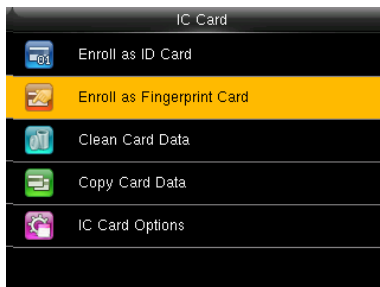 IC Card
01
Enroll as ID Card
Enroll as Fingerprint Card
Clean Card Data
Copy Card Data
IC Card Options